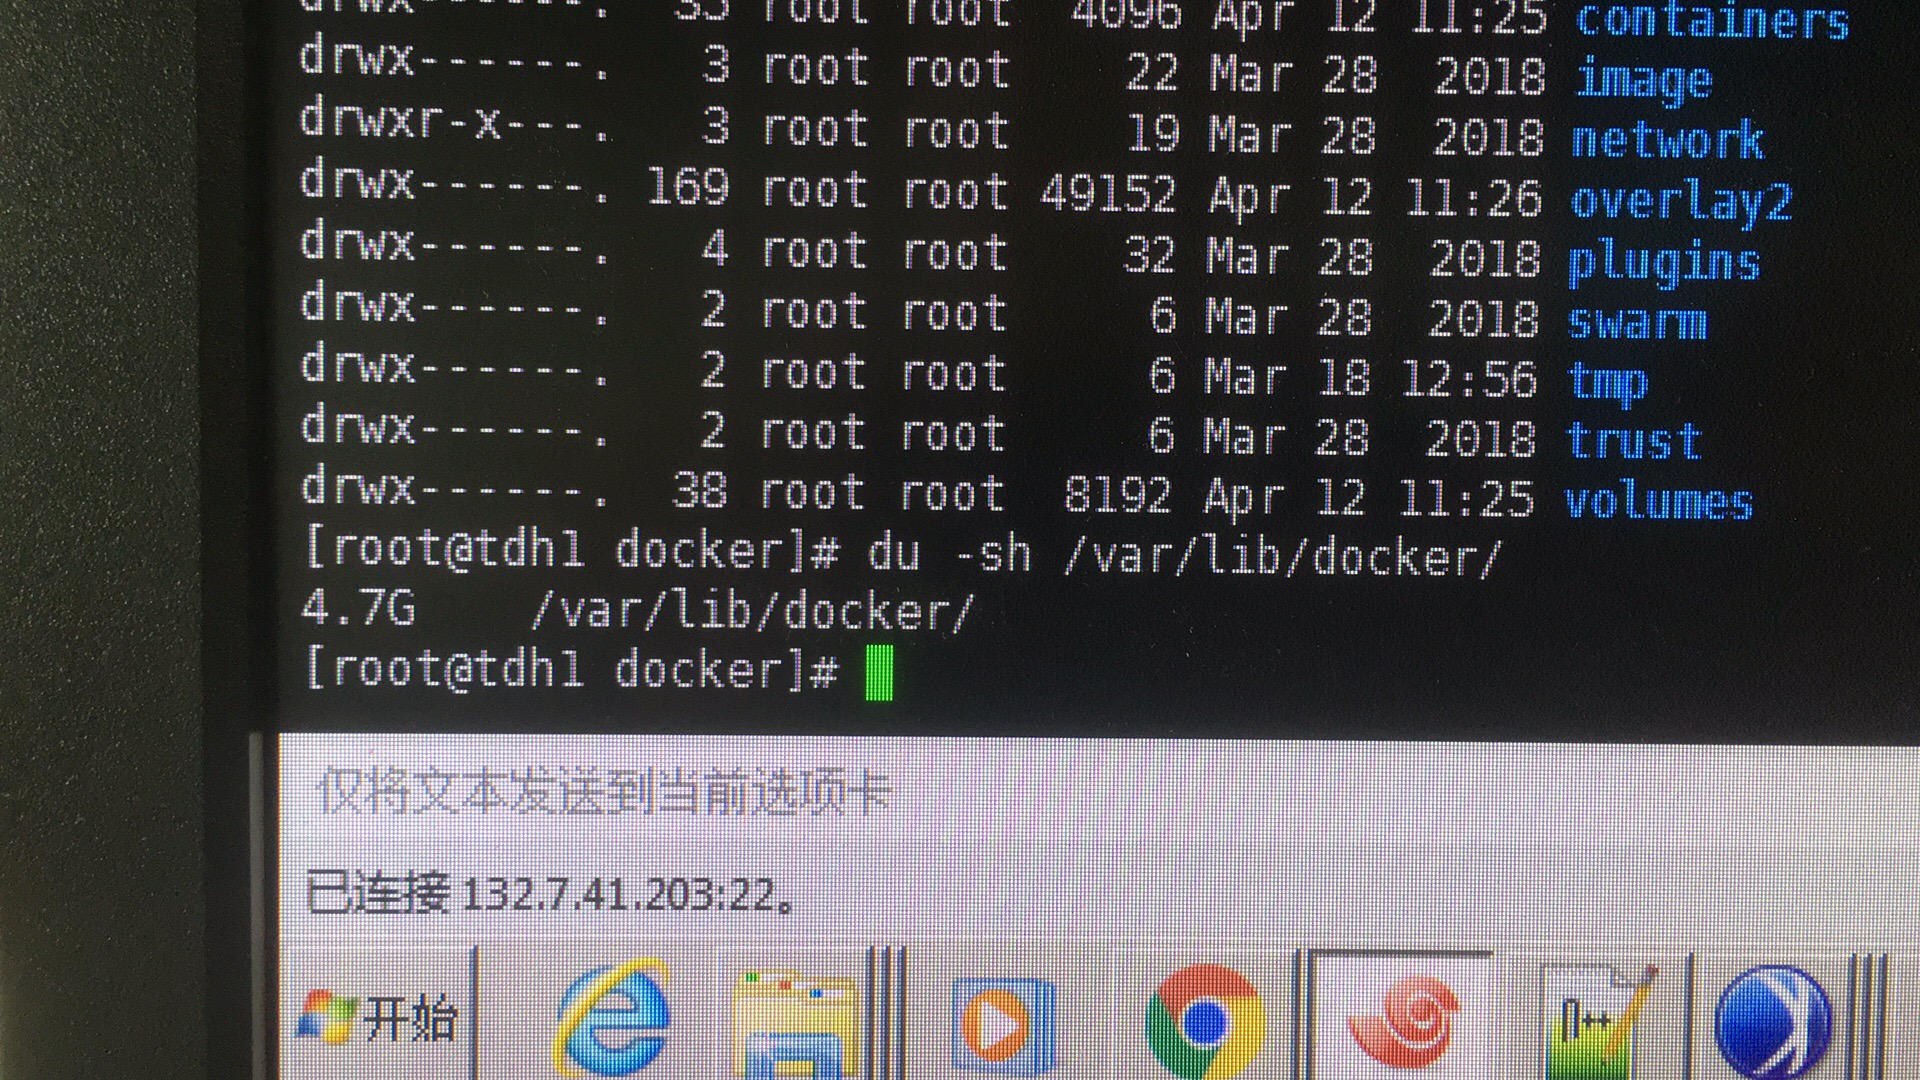 drwx------. 35 root root 4096 Apr 12 11:25 containers
drwx------. 3 root root 22 Mar 28 2018 image
drwxr-x---. 3 root root 19 Mar 28 2018 network
drwx------. 169 root root 49152 Apr 12 11:26 overlay2
drwx------. 4 root root 32 Mar 28 2018 plugins
drwx------. 2 root root 6 Mar 28 2018 swarm
drwx------. 2 root root 6 Mar 18 12:56 tmp
drwx------. 2 root root 6 Mar 28 2018 trust
drwx------. 38 root root 8192 Apr 12 11:25 volumes
[root@tdh1 docker]# du -sh /var/lib/docker/
4.7G /var/lib/docker/
[root@tdh1 docker]#
仅将文本发送到当前选项卡
已连接 132.7.41.203:22。
开始
n++